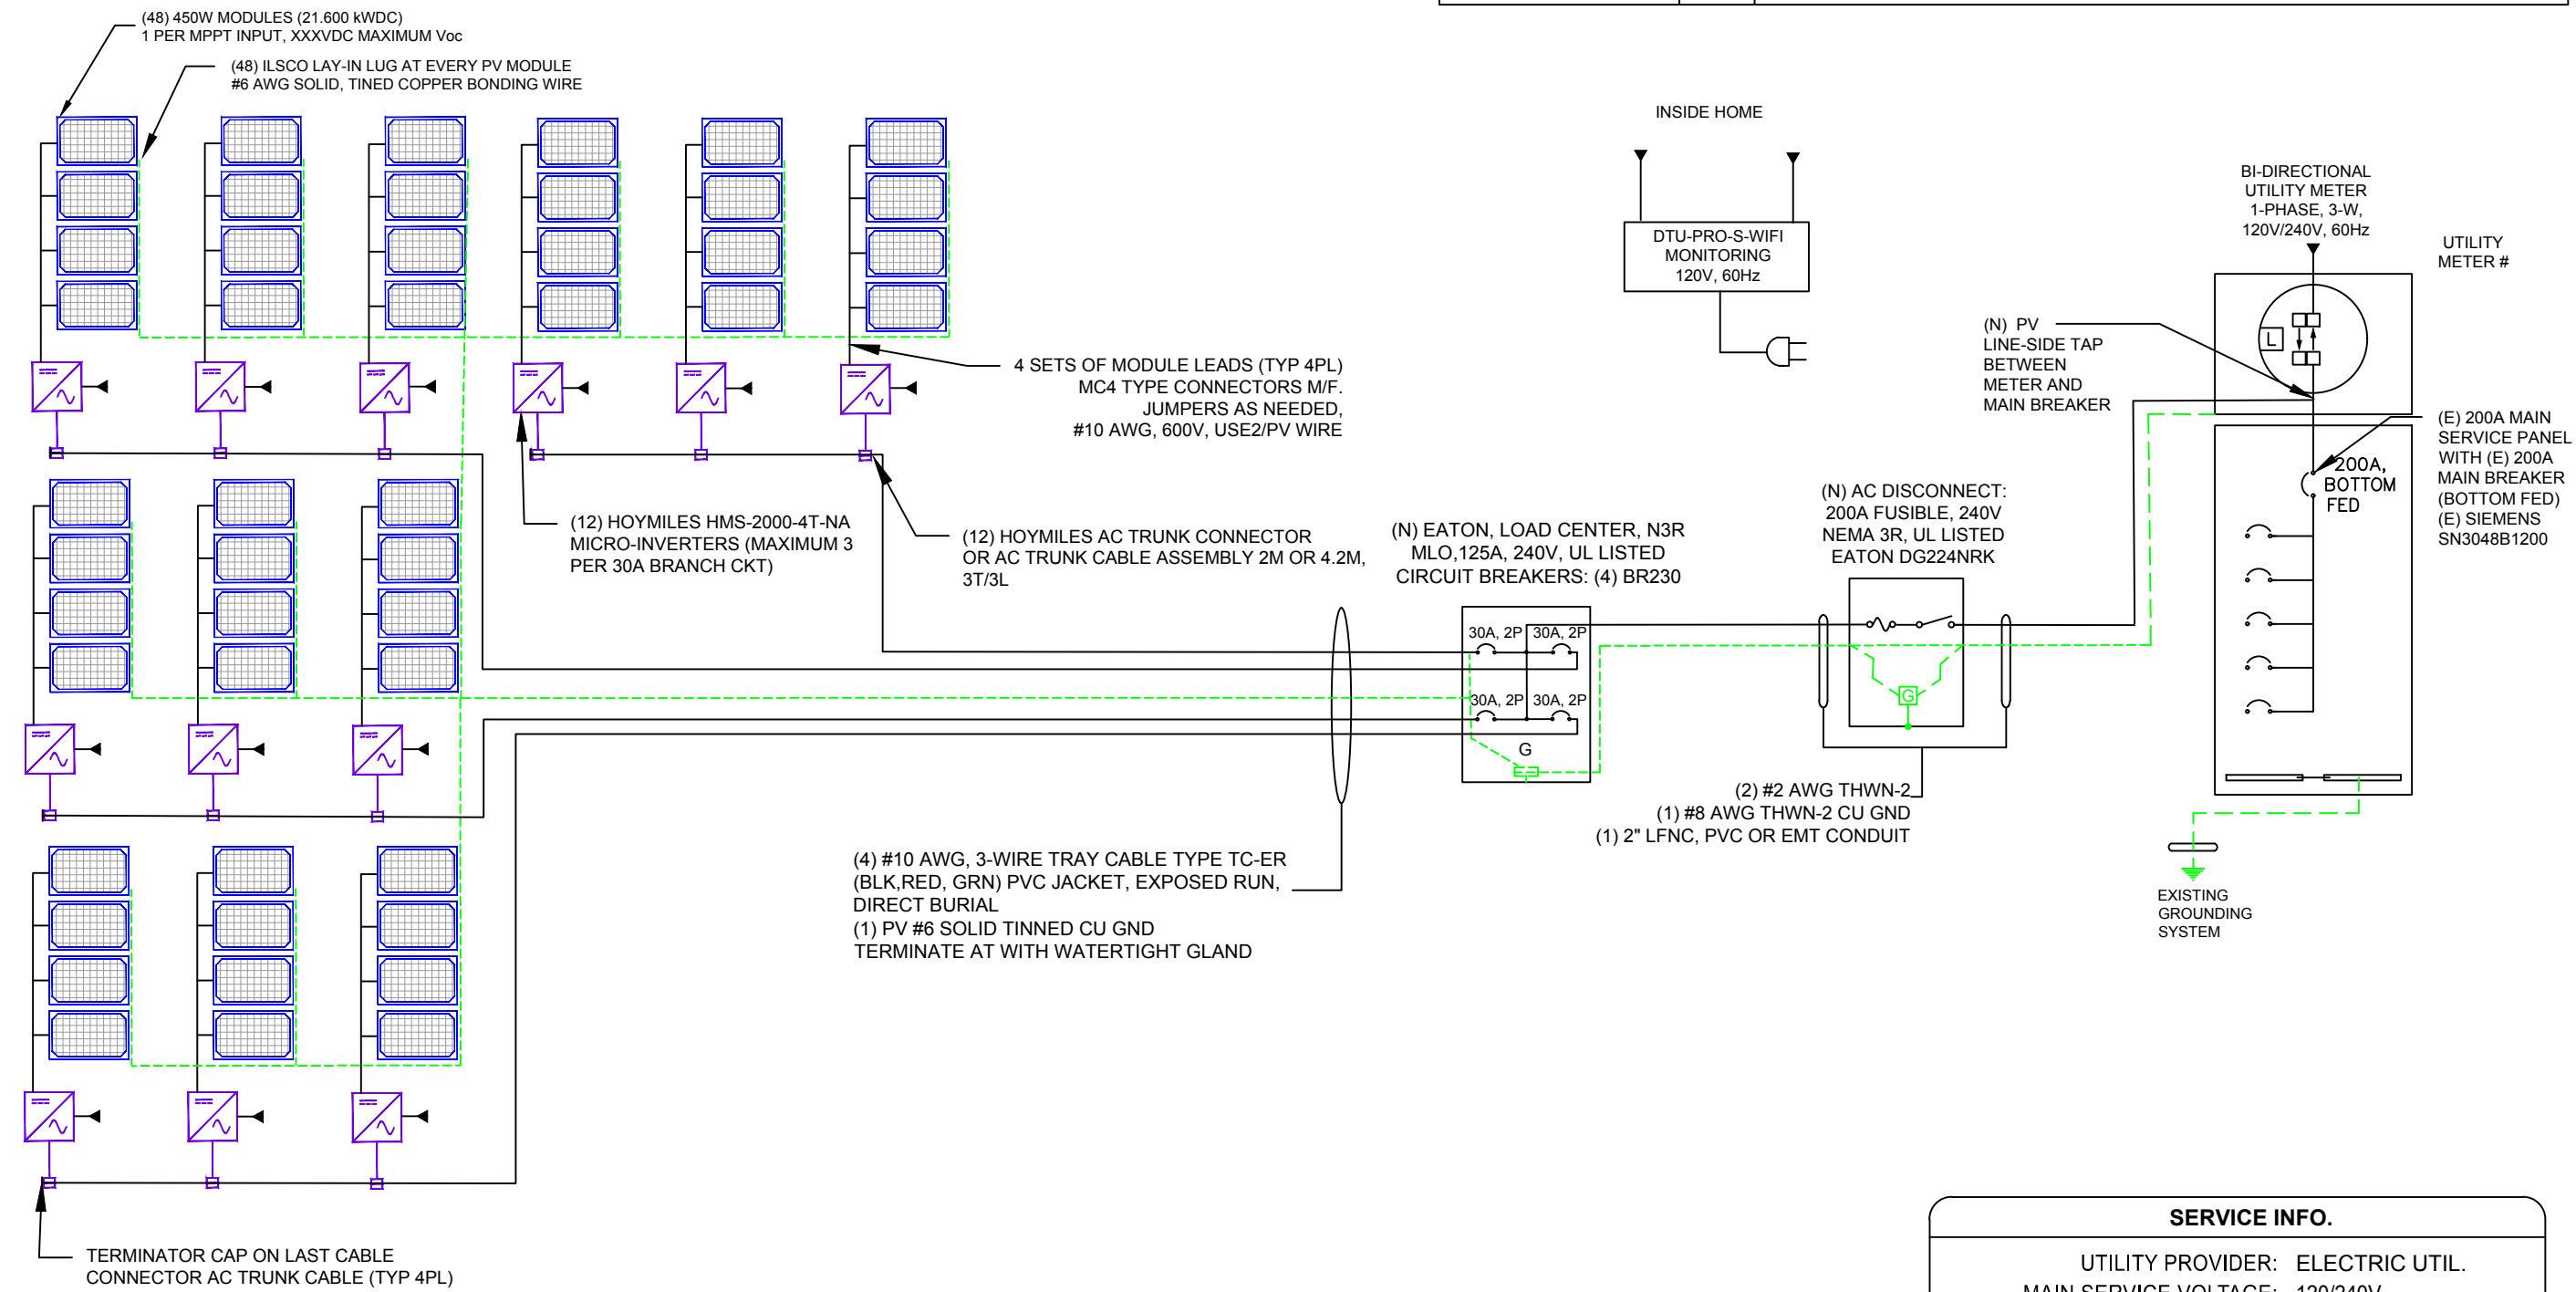 (48) 450W MODULES (21.600 kWDC)
1 PER MPPT INPUT, XXXVDC MAXIMUM Voc
(48) ILSCO LAY-IN LUG AT EVERY PV MODULE
#6 AWG SOLID, TINED COPPER BONDING WIRE
INSIDE HOME
DTU-PRO-S-WIFI
MONITORING
120V, 60Hz
BI-DIRECTIONAL
UTILITY METER
1-PHASE, 3-W,
120V/240V, 60Hz
UTILITY
METER #
L
(N) PV
LINE-SIDE TAP
BETWEEN
METER AND
MAIN BREAKER
4 SETS OF MODULE LEADS (TYP 4PL)
MC4 TYPE CONNECTORS M/F.
JUMPERS AS NEEDED,
#10 AWG, 600V, USE2/PV WIRE
(E) 200A MAIN
SERVICE PANEL
WITH (E) 200A
MAIN BREAKER
(BOTTOM FED)
(E) SIEMENS
SN3048B1200
200A,
BOTTOM
FED
(12) HOYMILES HMS-2000-4T-NA
MICRO-INVERTERS (MAXIMUM 3
PER 30A BRANCH CKT)
(12) HOYMILES AC TRUNK CONNECTOR
OR AC TRUNK CABLE ASSEMBLY 2M OR 4.2M,
3T/3L
(N) EATON, LOAD CENTER, N3R
MLO,125A, 240V, UL LISTED
CIRCUIT BREAKERS: (4) BR230
(N) AC DISCONNECT:
200A FUSIBLE, 240V
NEMA 3R, UL LISTED
EATON DG224NRK
30A, 2P 30A, 2P
30A, 2P 30A, 2P
G
G
(2) #2 AWG THWN-2
(1) #8 AWG THWN-2 CU GND
(1) 2" LFNC, PVC OR EMT CONDUIT
(4) #10 AWG, 3-WIRE TRAY CABLE TYPE TC-ER
(BLK,RED, GRN) PVC JACKET, EXPOSED RUN,
DIRECT BURIAL
(1) PV #6 SOLID TINNED CU GND
TERMINATE AT WITH WATERTIGHT GLAND
EXISTING
GROUNDING
SYSTEM
TERMINATOR CAP ON LAST CABLE
CONNECTOR AC TRUNK CABLE (TYP 4PL)
SERVICE INFO.
UTILITY PROVIDER: ELECTRIC UTIL.
MAIN SERVICE VOLTAGE: 120/240V